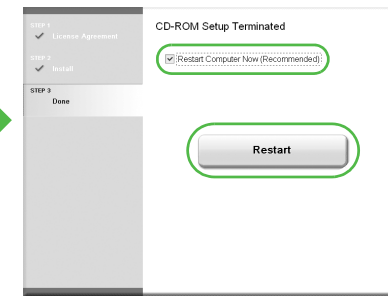 STEP 1
License Agreement
STEP 2
Install
STEP 3
Done
CD-ROM Setup Terminated
Restart Computer Now (Recommended)
Restart